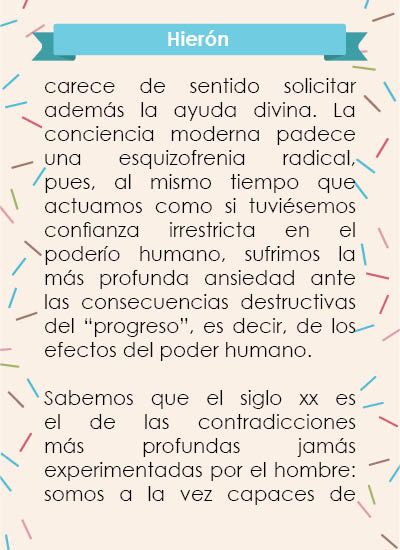 Hierón
carece de sentido solicitar
además la ayuda divina. La
conciencia moderna padece
una esquizofrenia radical,
pues, al mismo tiempo que
actuamos como si tuviésemos
confianza irrestricta en el
poderío humano, sufrimos la
más profunda ansiedad ante
las consecuencias destructivas
del “progreso”, es decir, de los
efectos del poder humano.
Sabemos que el siglo xx es
el de las contradicciones
más profundas jamás
experimentadas por el hombre:
somos a la vez capaces de